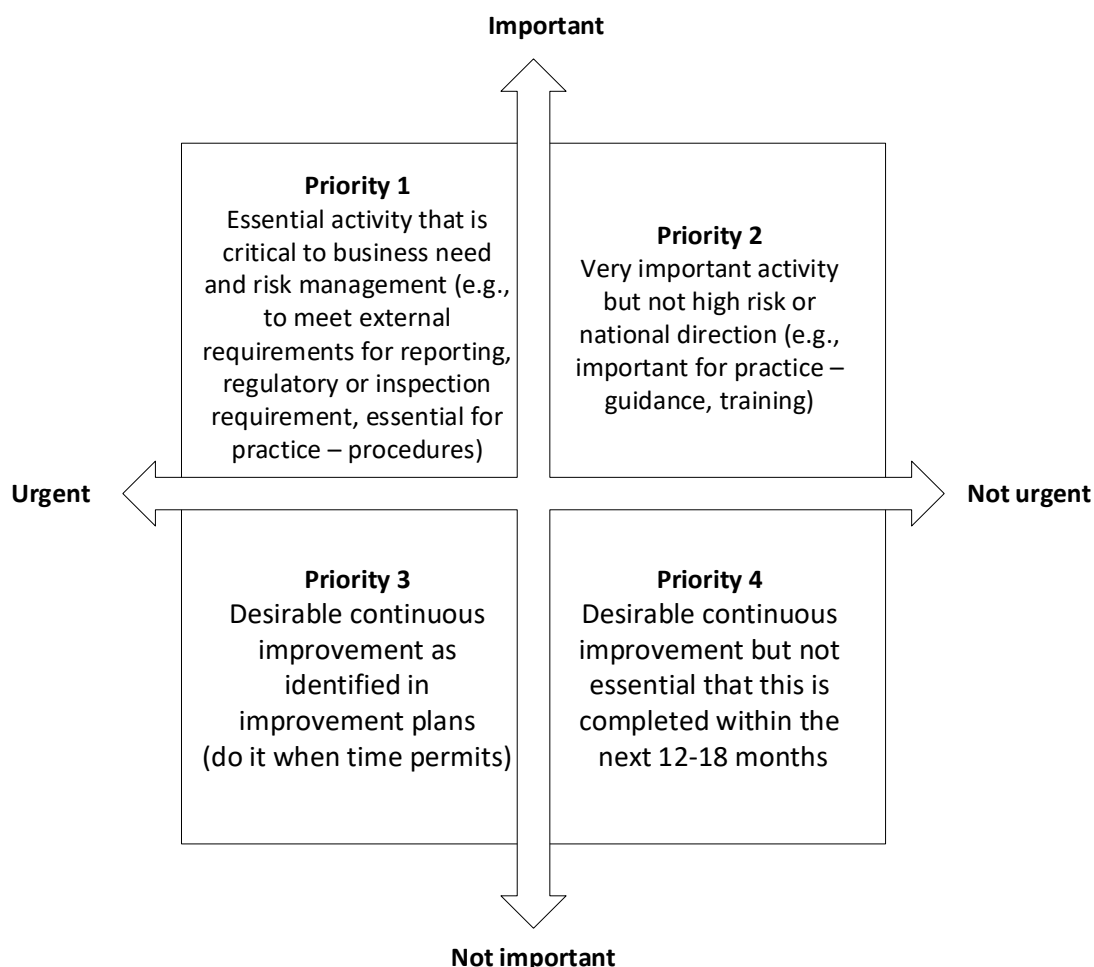 Important
Priority 1
Essential activity that is
critical to business need
and risk management (e.g.,
to meet external
requirements for reporting,
regulatory or inspection
requirement, essential for
practice – procedures)
Priority 2
Very important activity
but not high risk or
national direction (e.g.,
important for practice –
guidance, training)
Urgent
Not urgent
Priority 3
Desirable continuous
improvement as
identified in
improvement plans
(do it when time permits)
Priority 4
Desirable continuous
improvement but not
essential that this is
completed within the
next 12-18 months
Not important